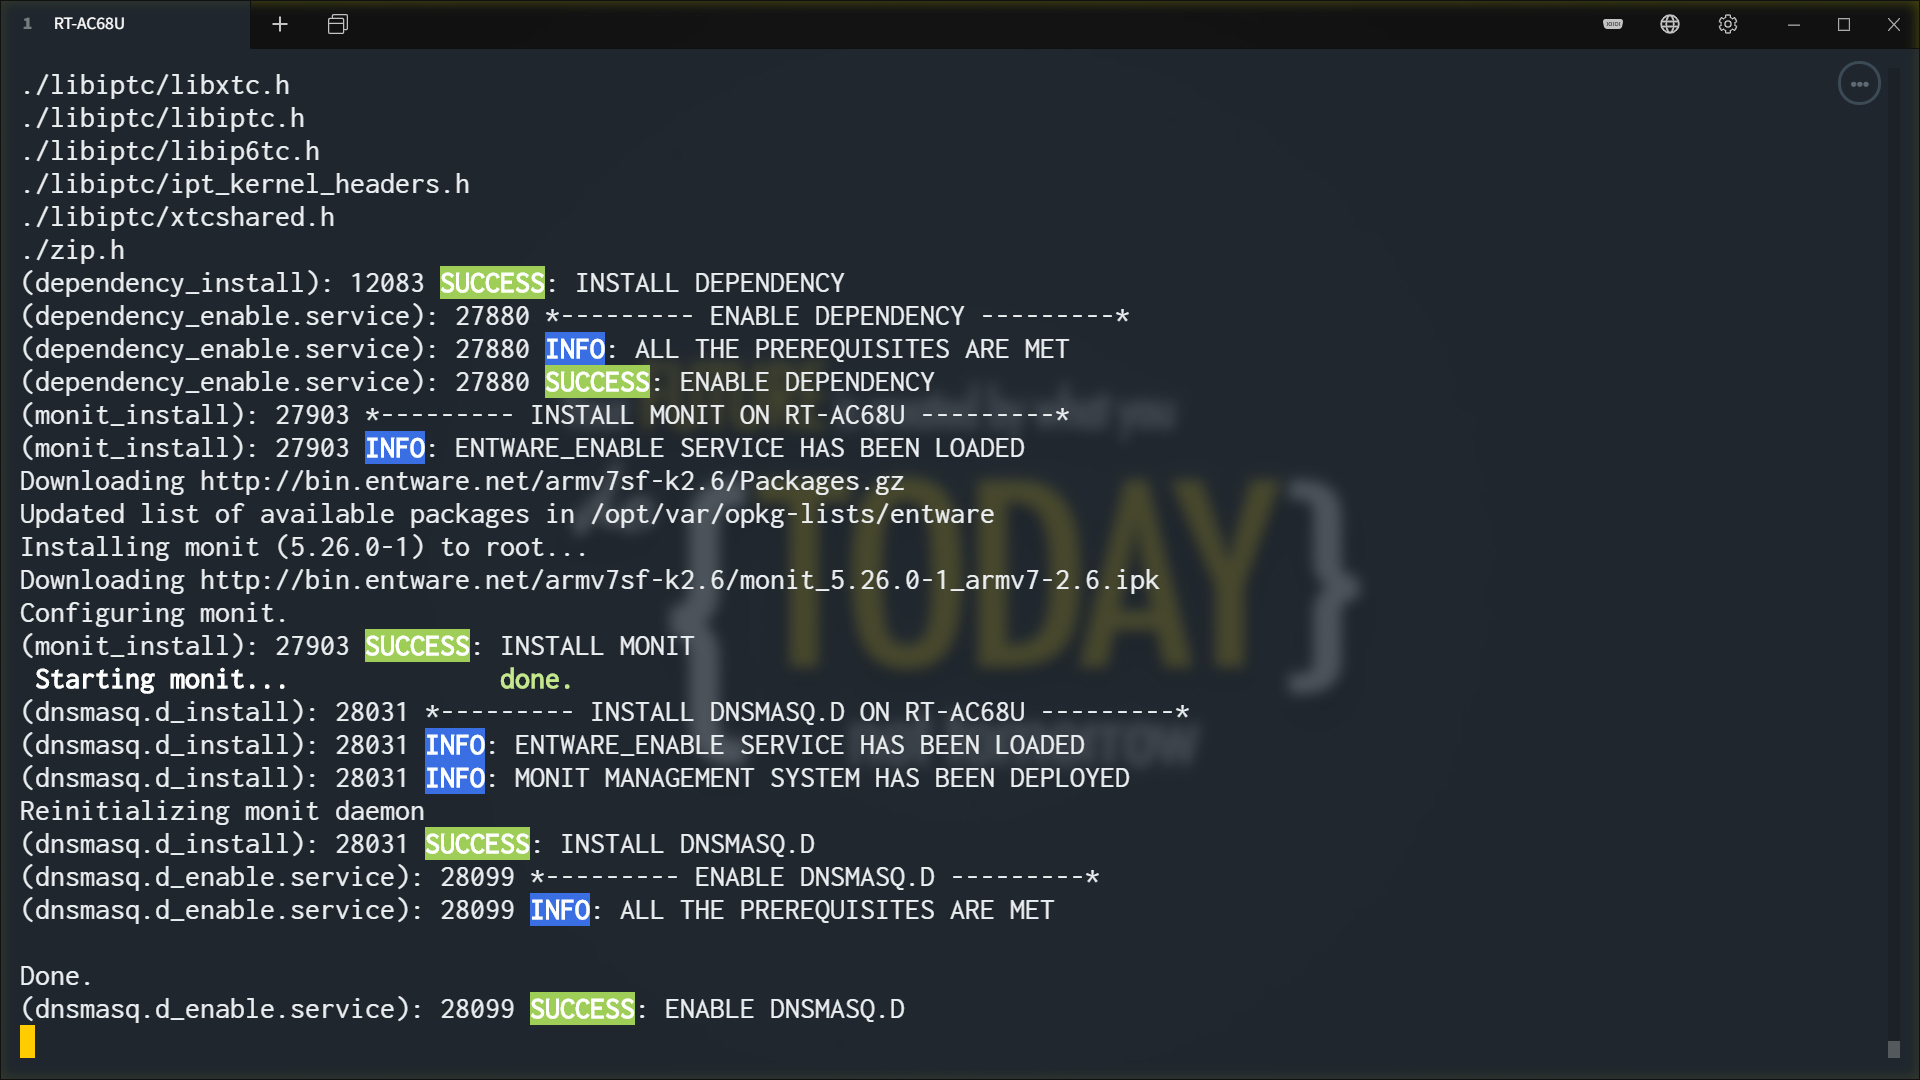 1 RT-AC68U
./libiptc/libxtc.h
./libiptc/libiptc.h
./libiptc/libip6tc.h
./libiptc/ipt_kernel_headers.h
./libiptc/xtcshared.h
./zip.h
(dependency_install): 12083 SUCCESS: INSTALL DEPENDENCY
(dependency_enable.service): 27880 *--------- ENABLE DEPENDENCY ---------*
(dependency_enable.service): 27880 INFO: ALL THE PREREQUISITES ARE MET
(dependency_enable.service): 27880 SUCCESS: ENABLE DEPENDENCY
(monit_install): 27903 *--------- INSTALL MONIT ON RT-AC68U ---------*
(monit_install): 27903 INFO: ENTWARE_ENABLE SERVICE HAS BEEN LOADED
Downloading http://bin.entware.net/armv7sf-k2.6/Packages.gz
Updated list of available packages in /opt/var/opkg-lists/entware
Installing monit (5.26.0-1) to root...
Downloading http://bin.entware.net/armv7sf-k2.6/monit_5.26.0-1_armv7-2.6.ipk
Configuring monit.
(monit_install): 27903 SUCCESS: INSTALL MONIT
Starting monit... done.
(dnsmasq.d_install): 28031 *--------- INSTALL DNSMASQ.D ON RT-AC68U ---------*
(dnsmasq.d_install): 28031 INFO: ENTWARE_ENABLE SERVICE HAS BEEN LOADED
(dnsmasq.d_install): 28031 INFO: MONIT MANAGEMENT SYSTEM HAS BEEN DEPLOYED
Reinitializing monit daemon
(dnsmasq.d_install): 28031 SUCCESS: INSTALL DNSMASQ.D
(dnsmasq.d_enable.service): 28099 *--------- ENABLE DNSMASQ.D ---------*
(dnsmasq.d_enable.service): 28099 INFO: ALL THE PREREQUISITES ARE MET
Done.
(dnsmasq.d_enable.service): 28099 SUCCESS: ENABLE DNSMASQ.D
by what you
{TODAY}